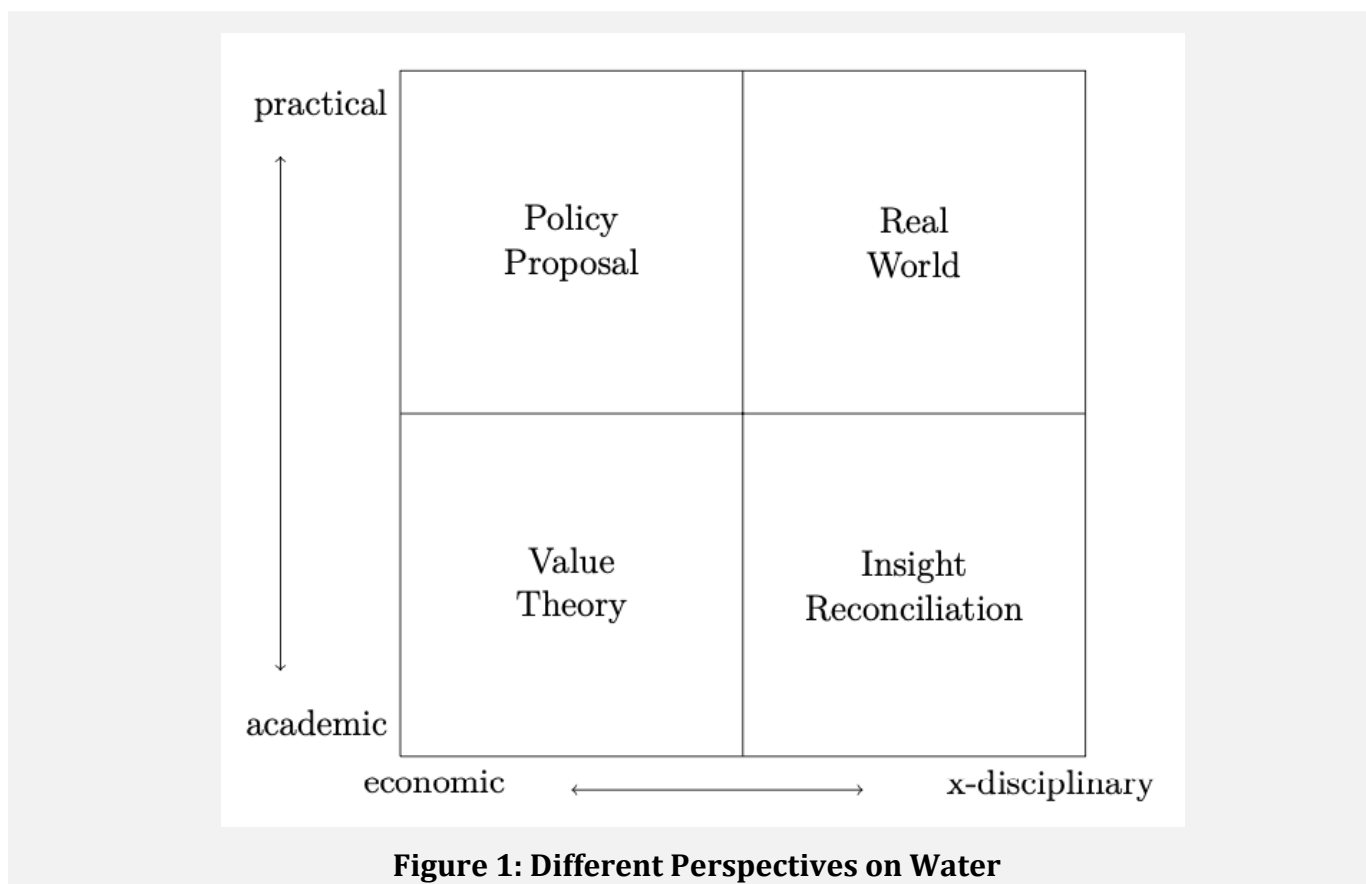 practical
Policy
Proposal
Real
World
Value
Theory
Insight
Reconciliation
academic
economic
x-disciplinary
Figure 1: Different Perspectives on Water